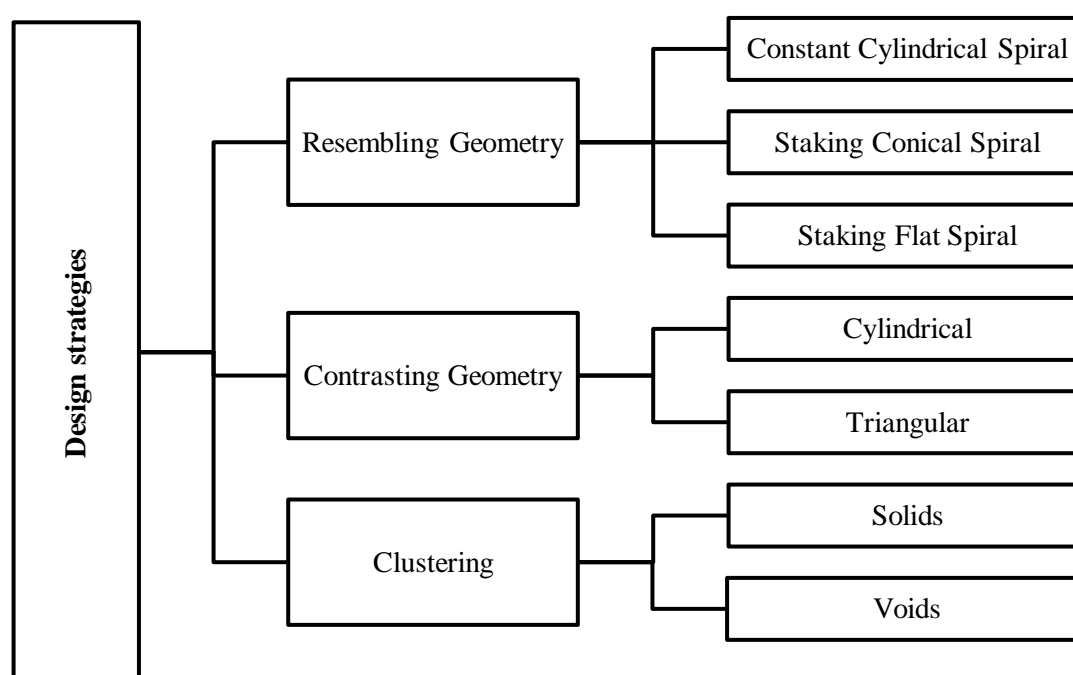 Design strategies
Resembling Geometry
Constant Cylindrical Spiral
Staking Conical Spiral
Staking Flat Spiral
Contrasting Geometry
Cylindrical
Triangular
Clustering
Solids
Voids